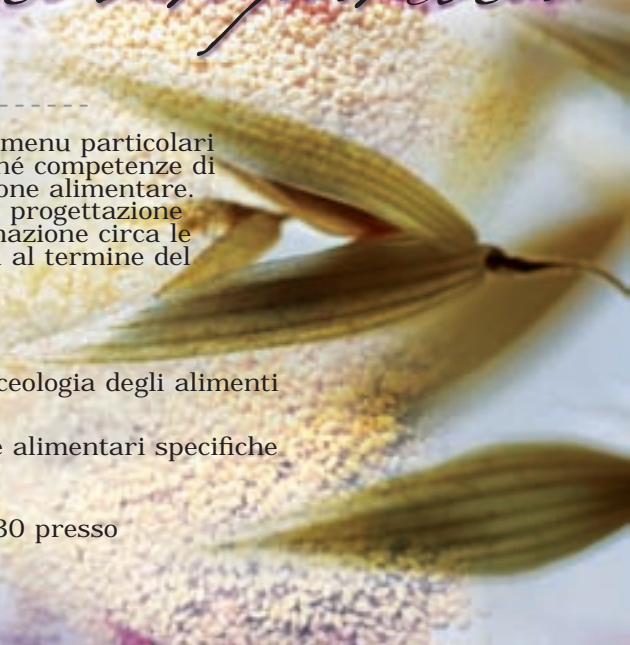 menu particolari
né competenze di
one alimentare.
progettazione
nazione circa le
al termine del
ceologia degli alimenti
e alimentari specifiche
30 presso